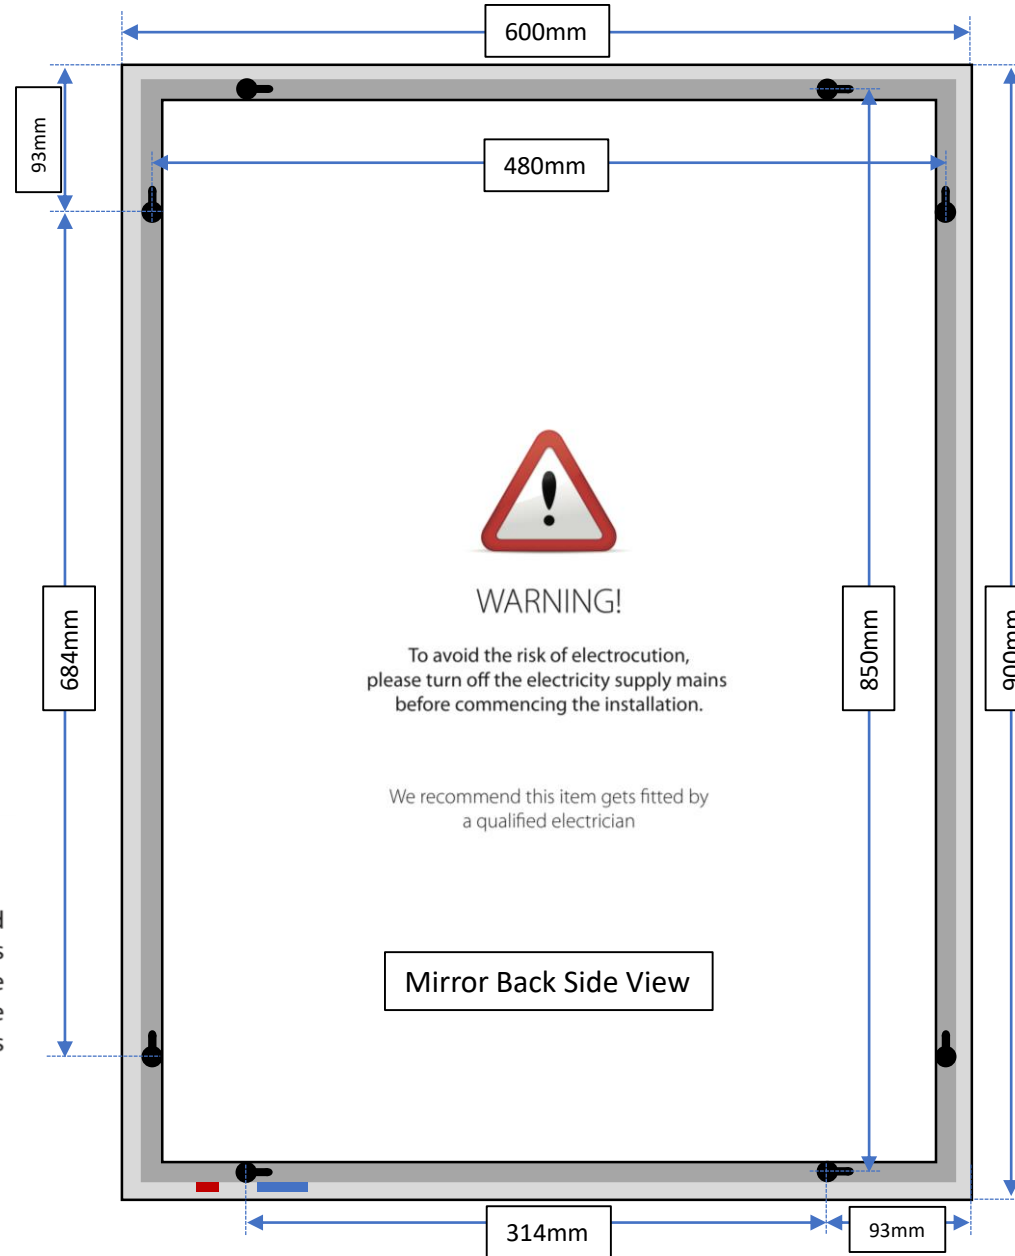 600mm
93mm
480mm
WARNING!
To avoid the risk of electrocution,
please turn off the electricity supply mains
before commencing the installation.
684mm
850mm
900mm
We recommend this item gets fitted by
a qualified electrician
Mirror Back Side View
314mm
93mm